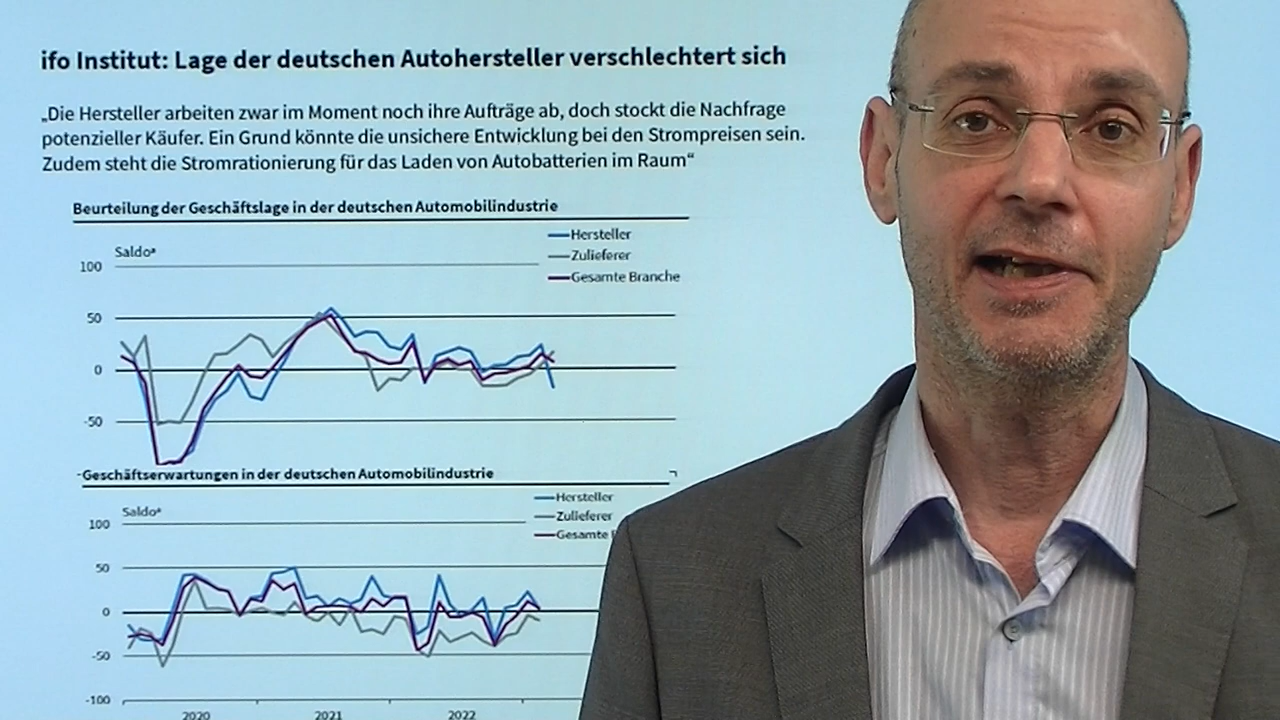 ifo Institut: Lage der deutschen Autohersteller verschlechtert sich
„Die Hersteller arbeiten zwar im Moment noch ihre Aufträge ab, doch stockt die Nachfrage
potenzieller Käufer. Ein Grund könnte die unsichere Entwicklung bei den Strompreisen sein.
Zudem steht die Stromrationierung für das Laden von Autobatterien im Raum“
Beurteilung der Geschäftslage in der deutschen Automobilindustrie
Saldoᵃ
Hersteller
Zulieferer
Gesamte Branche
100
50
0
-50
Geschäftserwartungen in der deutschen Automobilindustrie
Saldoᵃ
Hersteller
Zulieferer
Gesamte
100
50
0
-50
-100
2020 2021 2022